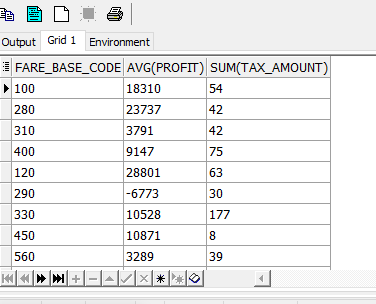 Output Grid 1 Environment
FARE_BASE_CODE AVG(PROFIT) SUM(TAX_AMOUNT)
100 18310 54
280 23737 42
310 3791 42
400 9147 75
120 28801 63
290 -6773 30
330 10528 177
450 10871 8
560 3289 39